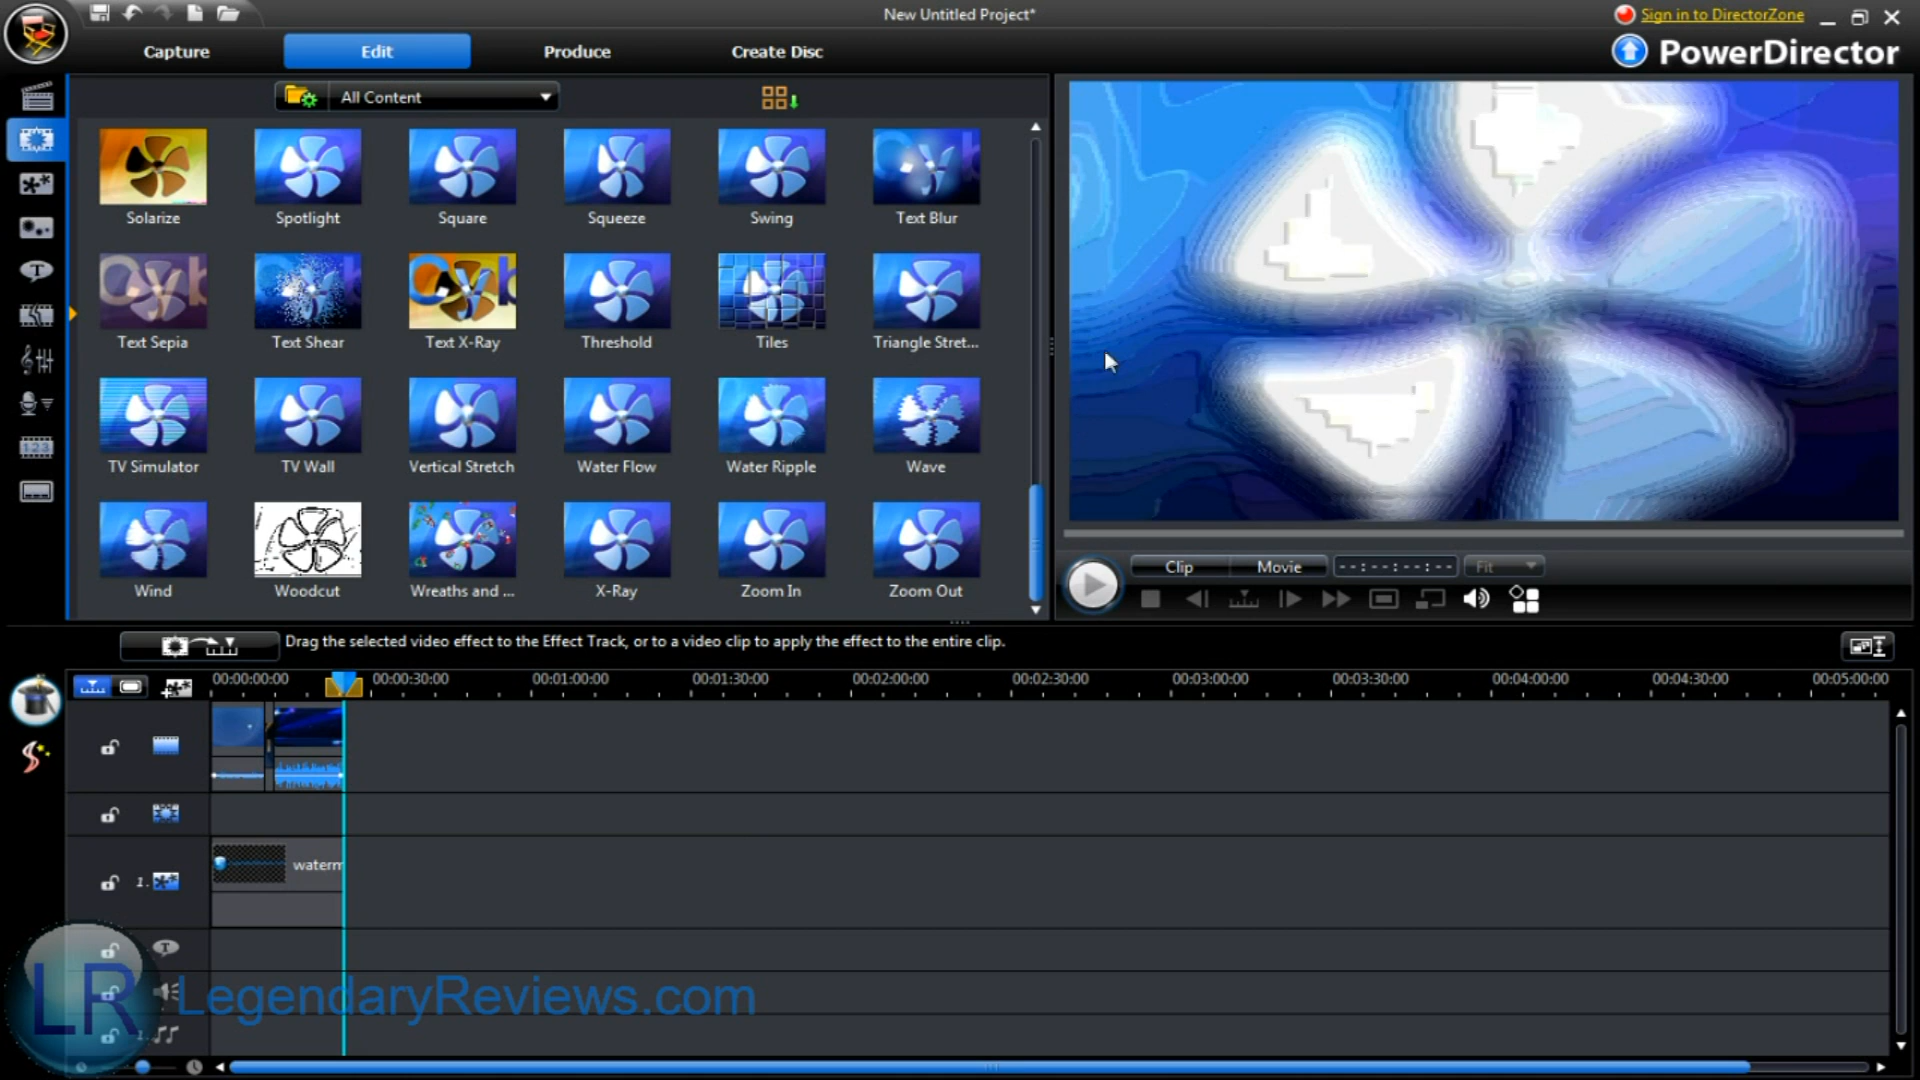 New Untitled Project*
Sign in to DirectorZone
Capture
Edit
Produce
Create Disc
PowerDirector
All Content
Solarize
Spotlight
Square
Squeeze
Swing
Text Blur
Text Sepia
Text Shear
Text X-Ray
Threshold
Tiles
Triangle Stret...
TV Simulator
TV Wall
Vertical Stretch
Water Flow
Water Ripple
Wave
Wind
Woodcut
Wreaths and ...
X-Ray
Zoom In
Zoom Out
Clip
Movie
--:--:--:--
Fit
Drag the selected video effect to the Effect Track, or to a video clip to apply the effect to the entire clip.
00:00:00:00
00:00:30:00
00:01:00:00
00:01:30:00
00:02:00:00
00:02:30:00
00:03:00:00
00:03:30:00
00:04:00:00
00:04:30:00
00:05:00:00
waterm
1.
LR
LegendaryReviews.com